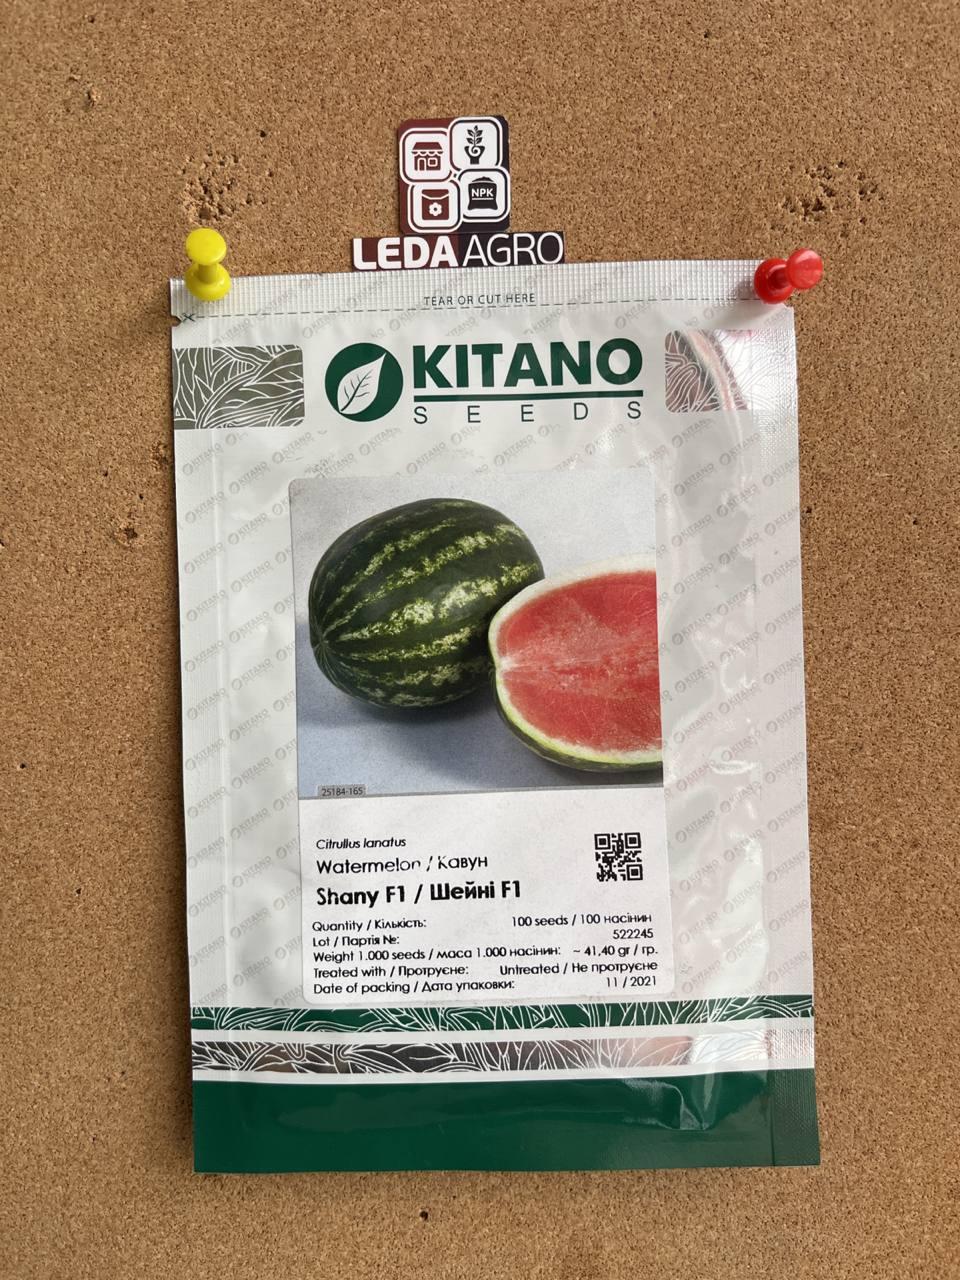 NPK
LEDA AGRO
TEAR OR CUT HERE
KITANO
SEEDS
25184-165
Citrullus lanatus
Watermelon / Кавун
Shany F1 / Шейні F1
Quantity / Кількість: 100 seeds / 100 насінин
Lot / Партія №: 522245
Weight 1.000 seeds / маса 1.000 насінин: ~ 41,40 gr / гр.
Treated with / Протруєне: Untreated / Не протруєне
Date of packing / Дата упаковки: 11 / 2021